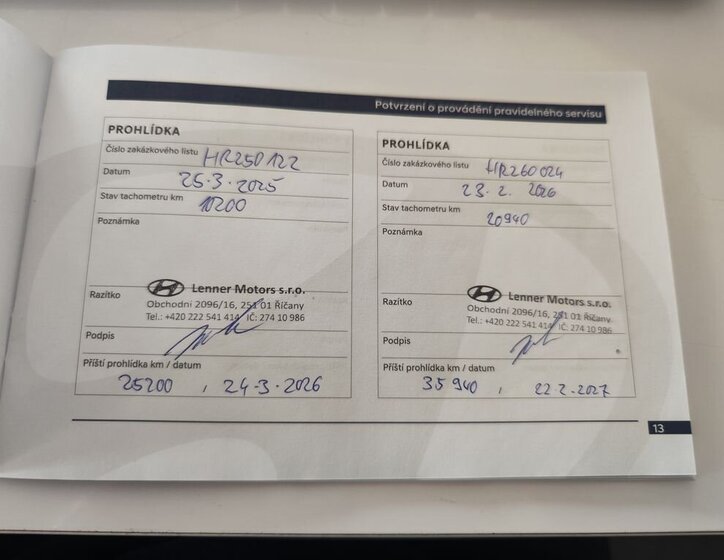 Potvrzení o provádění pravidelného servisu
PROHLÍDKA
Číslo zakázkového listu HR250122
Datum 25.3.2025
Stav tachometru km 10200
Poznámka
Razítko Lenner Motors s.r.o.
Obchodní 2096/16, 251 01 Říčany
Tel.: +420 222 541 414, IČ: 274 10 986
Podpis
Příští prohlídka km / datum
25200 , 24-3-2026
PROHLÍDKA
Číslo zakázkového listu HR260024
Datum 23.2.2026
Stav tachometru km 20940
Poznámka
Razítko Lenner Motors s.r.o.
Obchodní 2096/16, 251 01 Říčany
Tel.: +420 222 541 414, IČ: 274 10 986
Podpis
Příští prohlídka km / datum
35940 , 22.2.2027
13